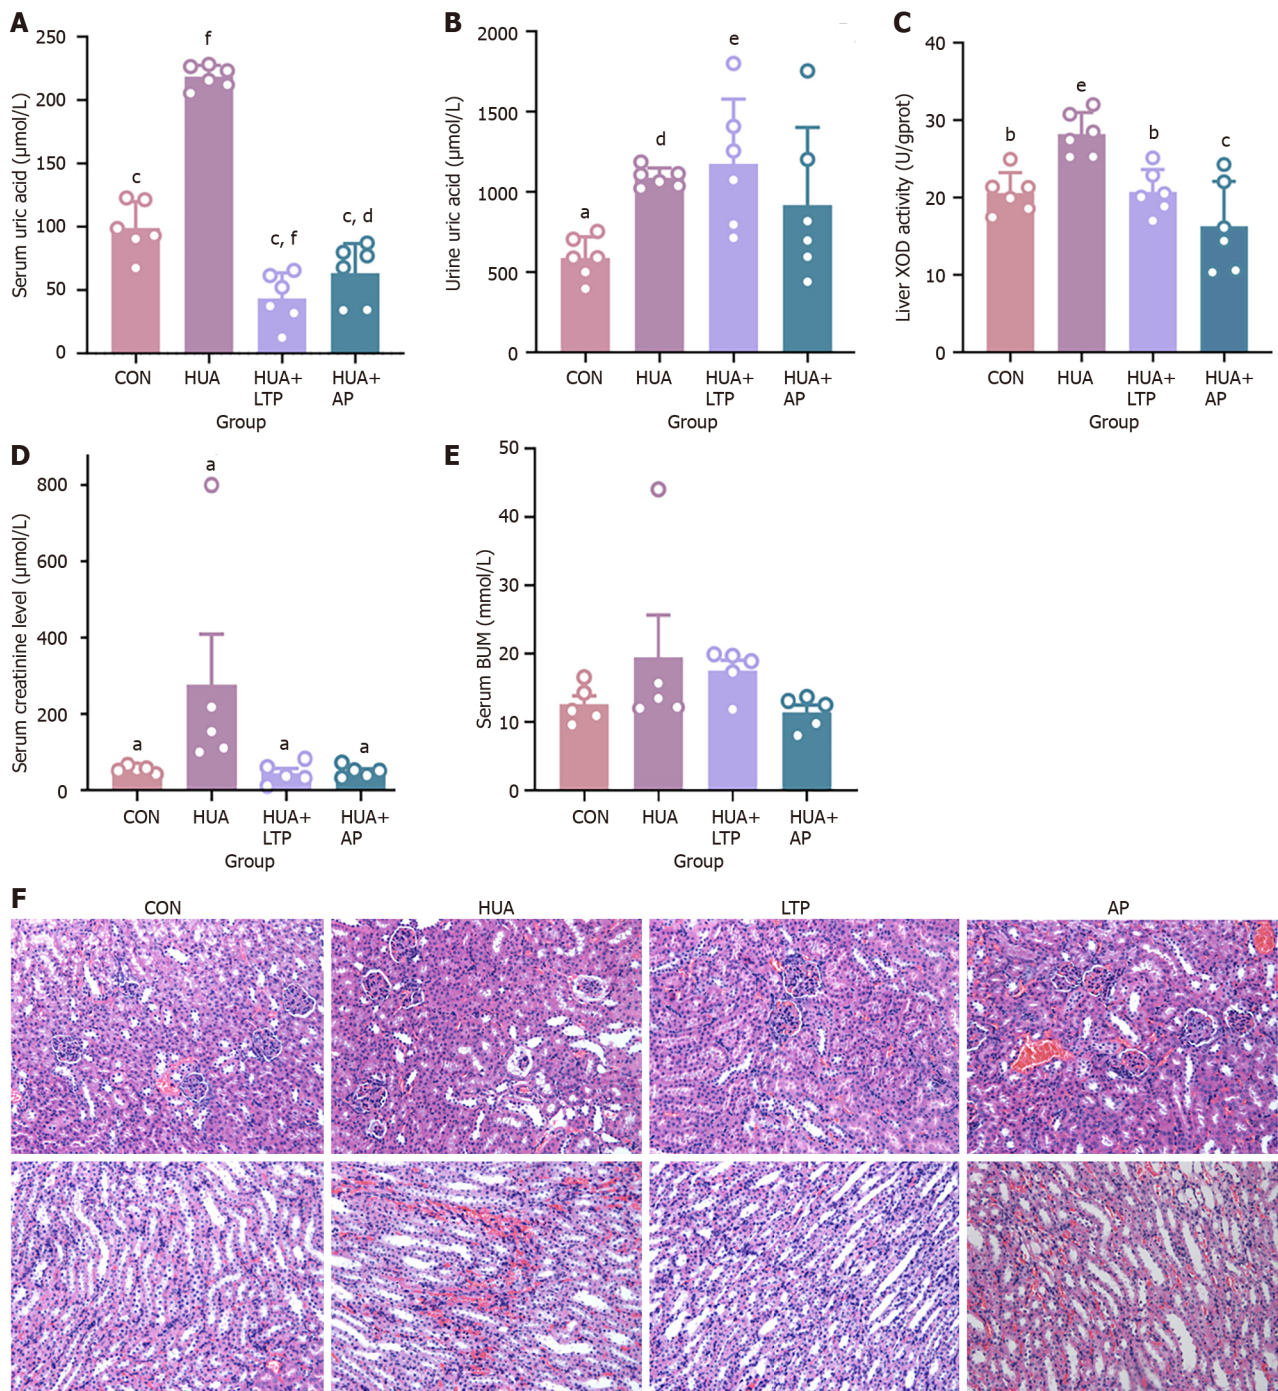 A
250
200
150
100
50
0
Serum uric acid (μmol/L)
c
f
c, f
c, d
CON
HUA
HUA+
LTP
HUA+
AP
Group
B
2000
1500
1000
500
0
Urine uric acid (μmol/L)
a
d
e
CON
HUA
HUA+
LTP
HUA+
AP
Group
C
40
30
20
10
0
Liver XOD activity (U/gprot)
b
e
b
c
CON
HUA
HUA+
LTP
HUA+
AP
Group
D
800
600
400
200
0
Serum creatinine level (μmol/L)
a
a
a
a
CON
HUA
HUA+
LTP
HUA+
AP
Group
E
50
40
30
20
10
0
Serum BUM (mmol/L)
CON
HUA
HUA+
LTP
HUA+
AP
Group
F
CON
HUA
LTP
AP